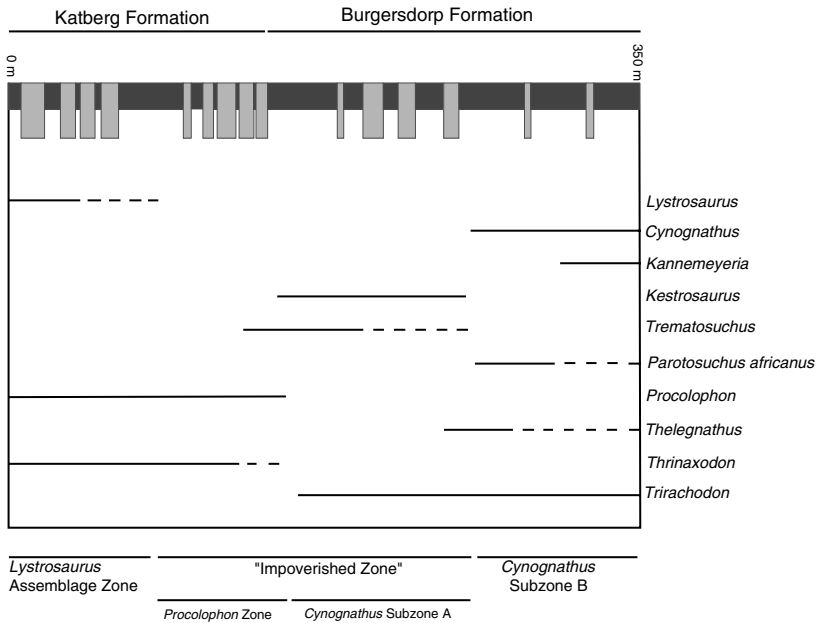 Katberg Formation
Burgersdorp Formation
0 m
350 m
Lystrosaurus
Cynognathus
Kannemeyeria
Kestrosaurus
Trematosuchus
Parotosuchus africanus
Procolophon
Thelegnathus
Thrinaxodon
Trirachodon
Lystrosaurus
Assemblage Zone
"Impoverished Zone"
Cynognathus
Subzone B
Procolophon Zone
Cynognathus Subzone A